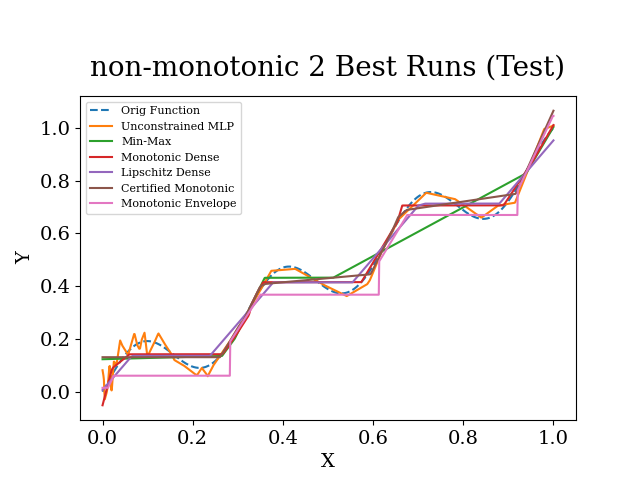 non-monotonic 2 Best Runs (Test)
Orig Function
Unconstrained MLP
Min-Max
Monotonic Dense
Lipschitz Dense
Certified Monotonic
Monotonic Envelope
Y
1.0
0.8
0.6
0.4
0.2
0.0
0.0 0.2 0.4 0.6 0.8 1.0
X